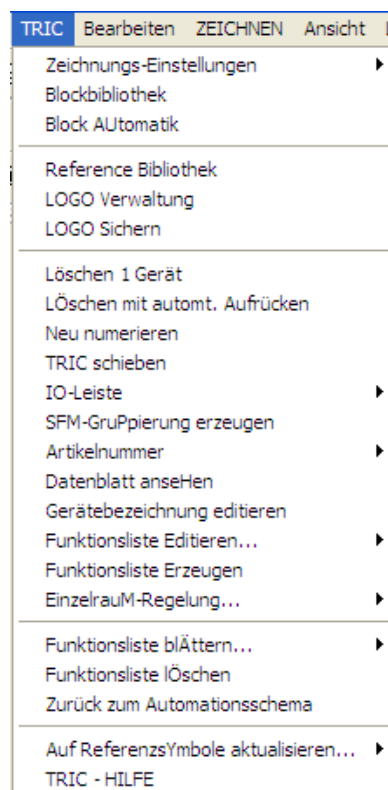 TRIC Bearbeiten ZEICHNEN Ansicht
Zeichnungs-Einstellungen
Blockbibliothek
Block AUtomatik
Reference Bibliothek
LOGO Verwaltung
LOGO Sichern
Löschen 1 Gerät
LÖschen mit automt. Aufrücken
Neu numerieren
TRIC schieben
IO-Leiste
SFM-GruPpierung erzeugen
Artikelnummer
Datenblatt anseHen
Gerätebezeichnung editieren
Funktionsliste Editieren...
Funktionsliste Erzeugen
EinzelrauM-Regelung...
Funktionsliste blÄttern...
Funktionsliste lÖschen
Zurück zum Automationsschema
Auf ReferenzsYmbole aktualisieren...
TRIC - HILFE